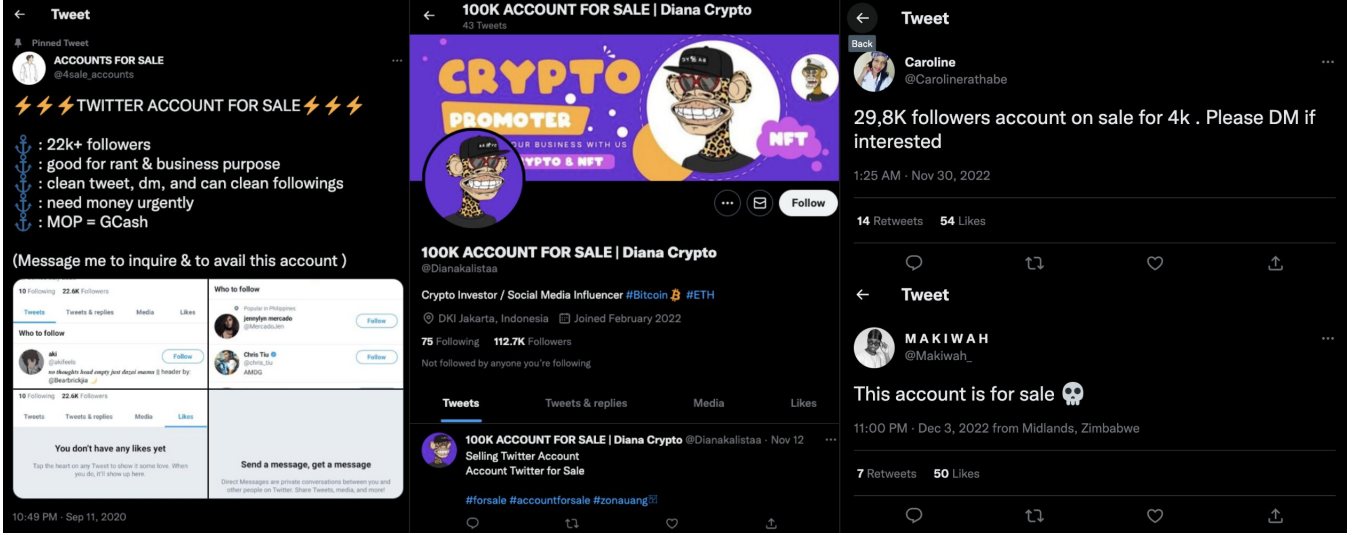 Tweet
Pinned Tweet
ACCOUNTS FOR SALE
@4sale_accounts
⚡⚡⚡TWITTER ACCOUNT FOR SALE⚡⚡⚡
⚓ : 22k+ followers
⚓ : good for rant & business purpose
⚓ : clean tweet, dm, and can clean followings
⚓ : need money urgently
⚓ : MOP = GCash
(Message me to inquire & to avail this account )
10 Following 22.6K Followers
Tweets Tweets & replies Media Likes
Who to follow
aki
@akifeels
Follow
no thoughts head empty just dazai mama || header by:
@Bearbrickjia 🌙
Who to follow
Popular in Philippines
jennylyn mercado
@MercadoJen
Follow
Chris Tiu
@chris_tiu
Follow
AMDG
10 Following 22.6K Followers
Tweets Tweets & replies Media Likes
You don't have any likes yet
Tap the heart on any Tweet to show it some love. When
you do, it'll show up here.
Send a message, get a message
Direct Messages are private conversations between you and
other people on Twitter. Share Tweets, media, and more!
10:49 PM · Sep 11, 2020
100K ACCOUNT FOR SALE | Diana Crypto
43 Tweets
CRYPTO
PROMOTER
OUR BUSINESS WITH US
YPTO & NFT
NFT
Follow
100K ACCOUNT FOR SALE | Diana Crypto
@Dianakalistaa
Crypto Investor / Social Media Influencer #Bitcoin #ETH
DKI Jakarta, Indonesia Joined February 2022
75 Following 112.7K Followers
Not followed by anyone you're following
Tweets Tweets & replies Media Likes
100K ACCOUNT FOR SALE | Diana Crypto @Dianakalistaa · Nov 12
Selling Twitter Account
Account Twitter for Sale
#forsale #accountforsale #zonauang
Tweet
Back
Caroline
@Carolinerathabe
29,8K followers account on sale for 4k . Please DM if
interested
1:25 AM · Nov 30, 2022
14 Retweets 54 Likes
Tweet
M A K I W A H
@Makiwah_
This account is for sale 💀
11:00 PM · Dec 3, 2022 from Midlands, Zimbabwe
7 Retweets 50 Likes